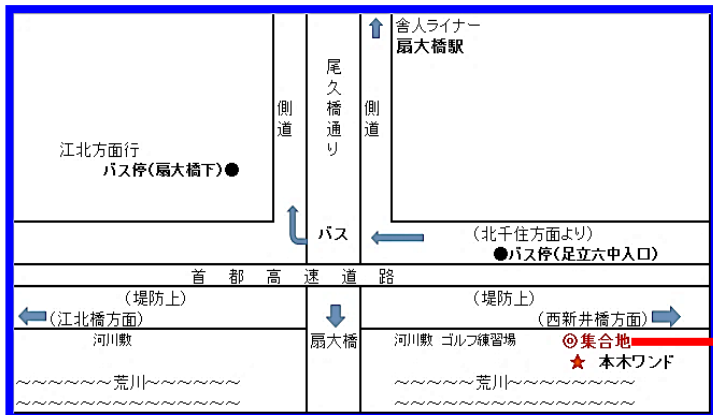 舎人ライナー
扇大橋駅
尾久橋通り
側道
側道
江北方面行
バス停(扇大橋下)●
バス
(北千住方面より)
●バス停(足立六中入口)
首都高速道路
(堤防上)
(堤防上)
(江北橋方面)
(西新井橋方面)
河川敷
扇大橋
河川敷 ゴルフ練習場
◎集合地
★ 本木ワンド
~~~~~~荒川~~~~~~
~~~~~~荒川~~~~~~~
~~~~~~~~~~~~~~
~~~~~~~~~~~~~~~